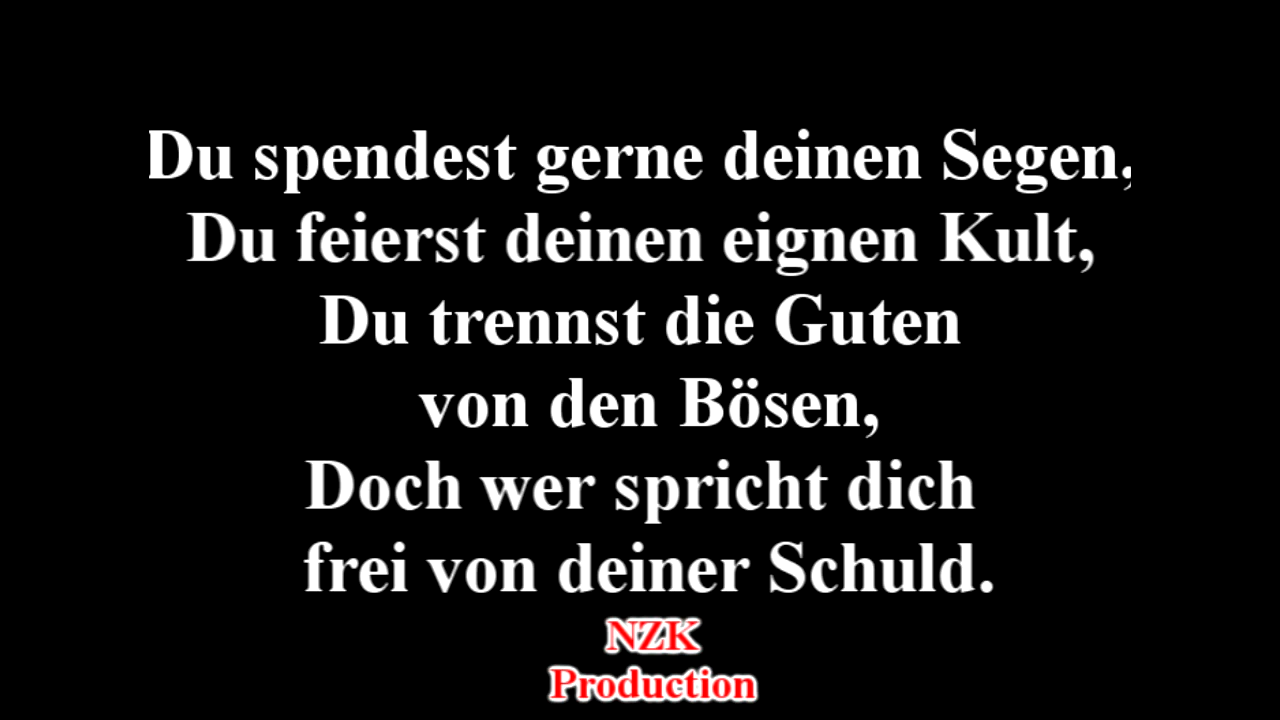 Du spendest gerne deinen Segen,
Du feierst deinen eignen Kult,
Du trennst die Guten
von den Bösen,
Doch wer spricht dich
frei von deiner Schuld.
NZK
Production